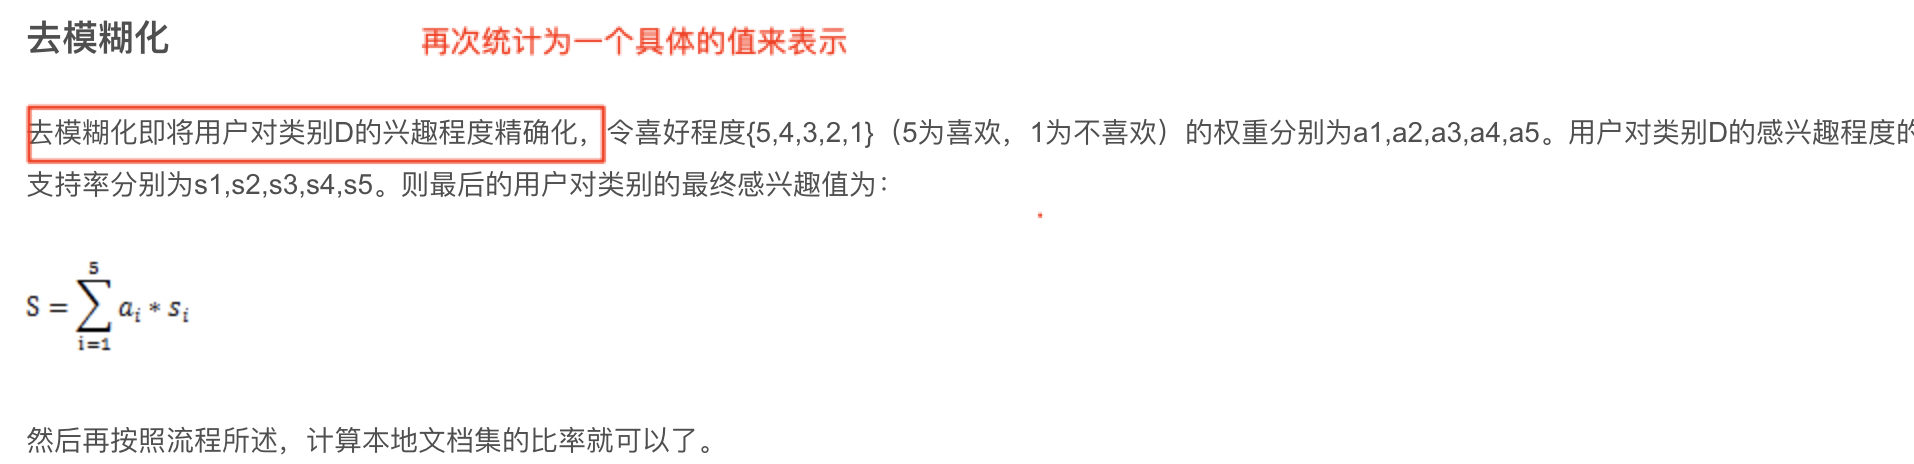 去模糊化
再次统计为一个具体的值来表示
去模糊化即将用户对类别D的兴趣程度精确化，令喜好程度{5,4,3,2,1}（5为喜欢，1为不喜欢）的权重分别为a1,a2,a3,a4,a5。用户对类别D的感兴趣程度的
支持率分别为s1,s2,s3,s4,s5。则最后的用户对类别的最终感兴趣值为：
S = ∑_{i=1}^{5} a_i * s_i
然后再按照流程所述，计算本地文档集的比率就可以了。